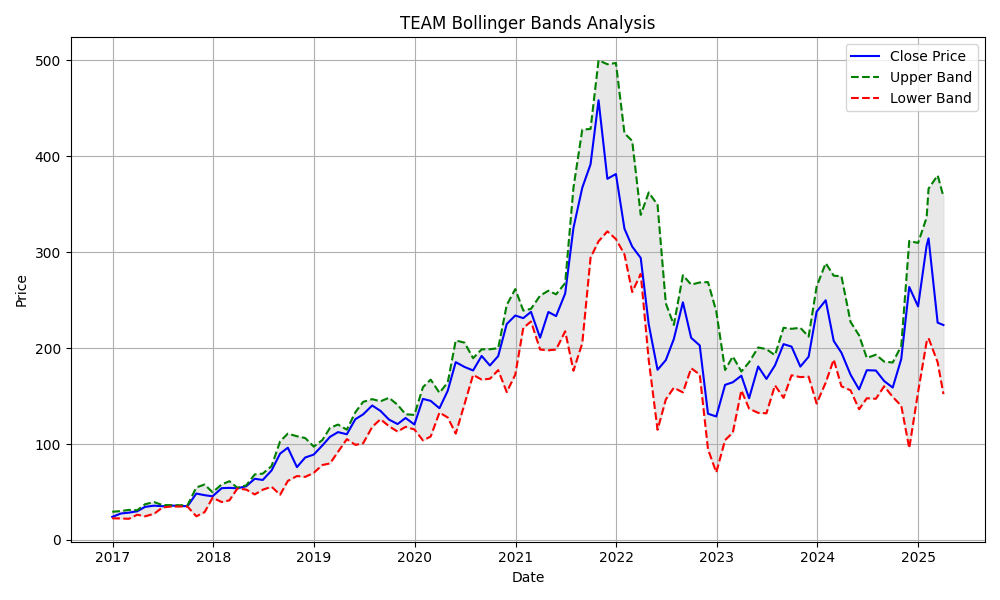 TEAM Bollinger Bands Analysis
Close Price
Upper Band
Lower Band
Price
500
400
300
200
100
0
2017 2018 2019 2020 2021 2022 2023 2024 2025
Date